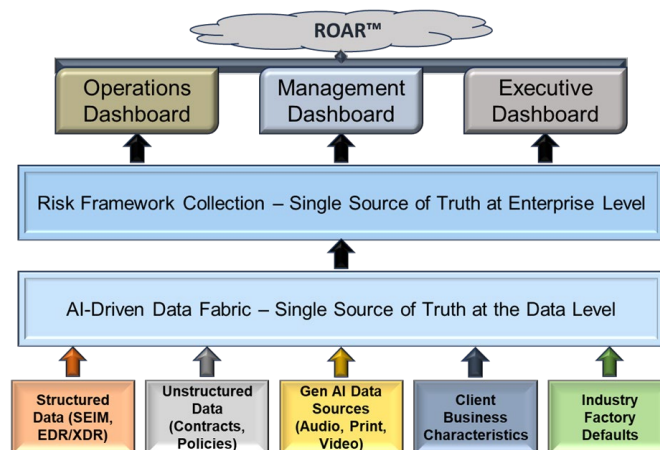 ROAR™
Operations
Dashboard
Management
Dashboard
Executive
Dashboard
Risk Framework Collection – Single Source of Truth at Enterprise Level
AI-Driven Data Fabric – Single Source of Truth at the Data Level
Structured
Data (SEIM,
EDR/XDR)
Unstructured
Data
(Contracts,
Policies)
Gen AI Data
Sources
(Audio, Print,
Video)
Client
Business
Characteristics
Industry
Factory
Defaults